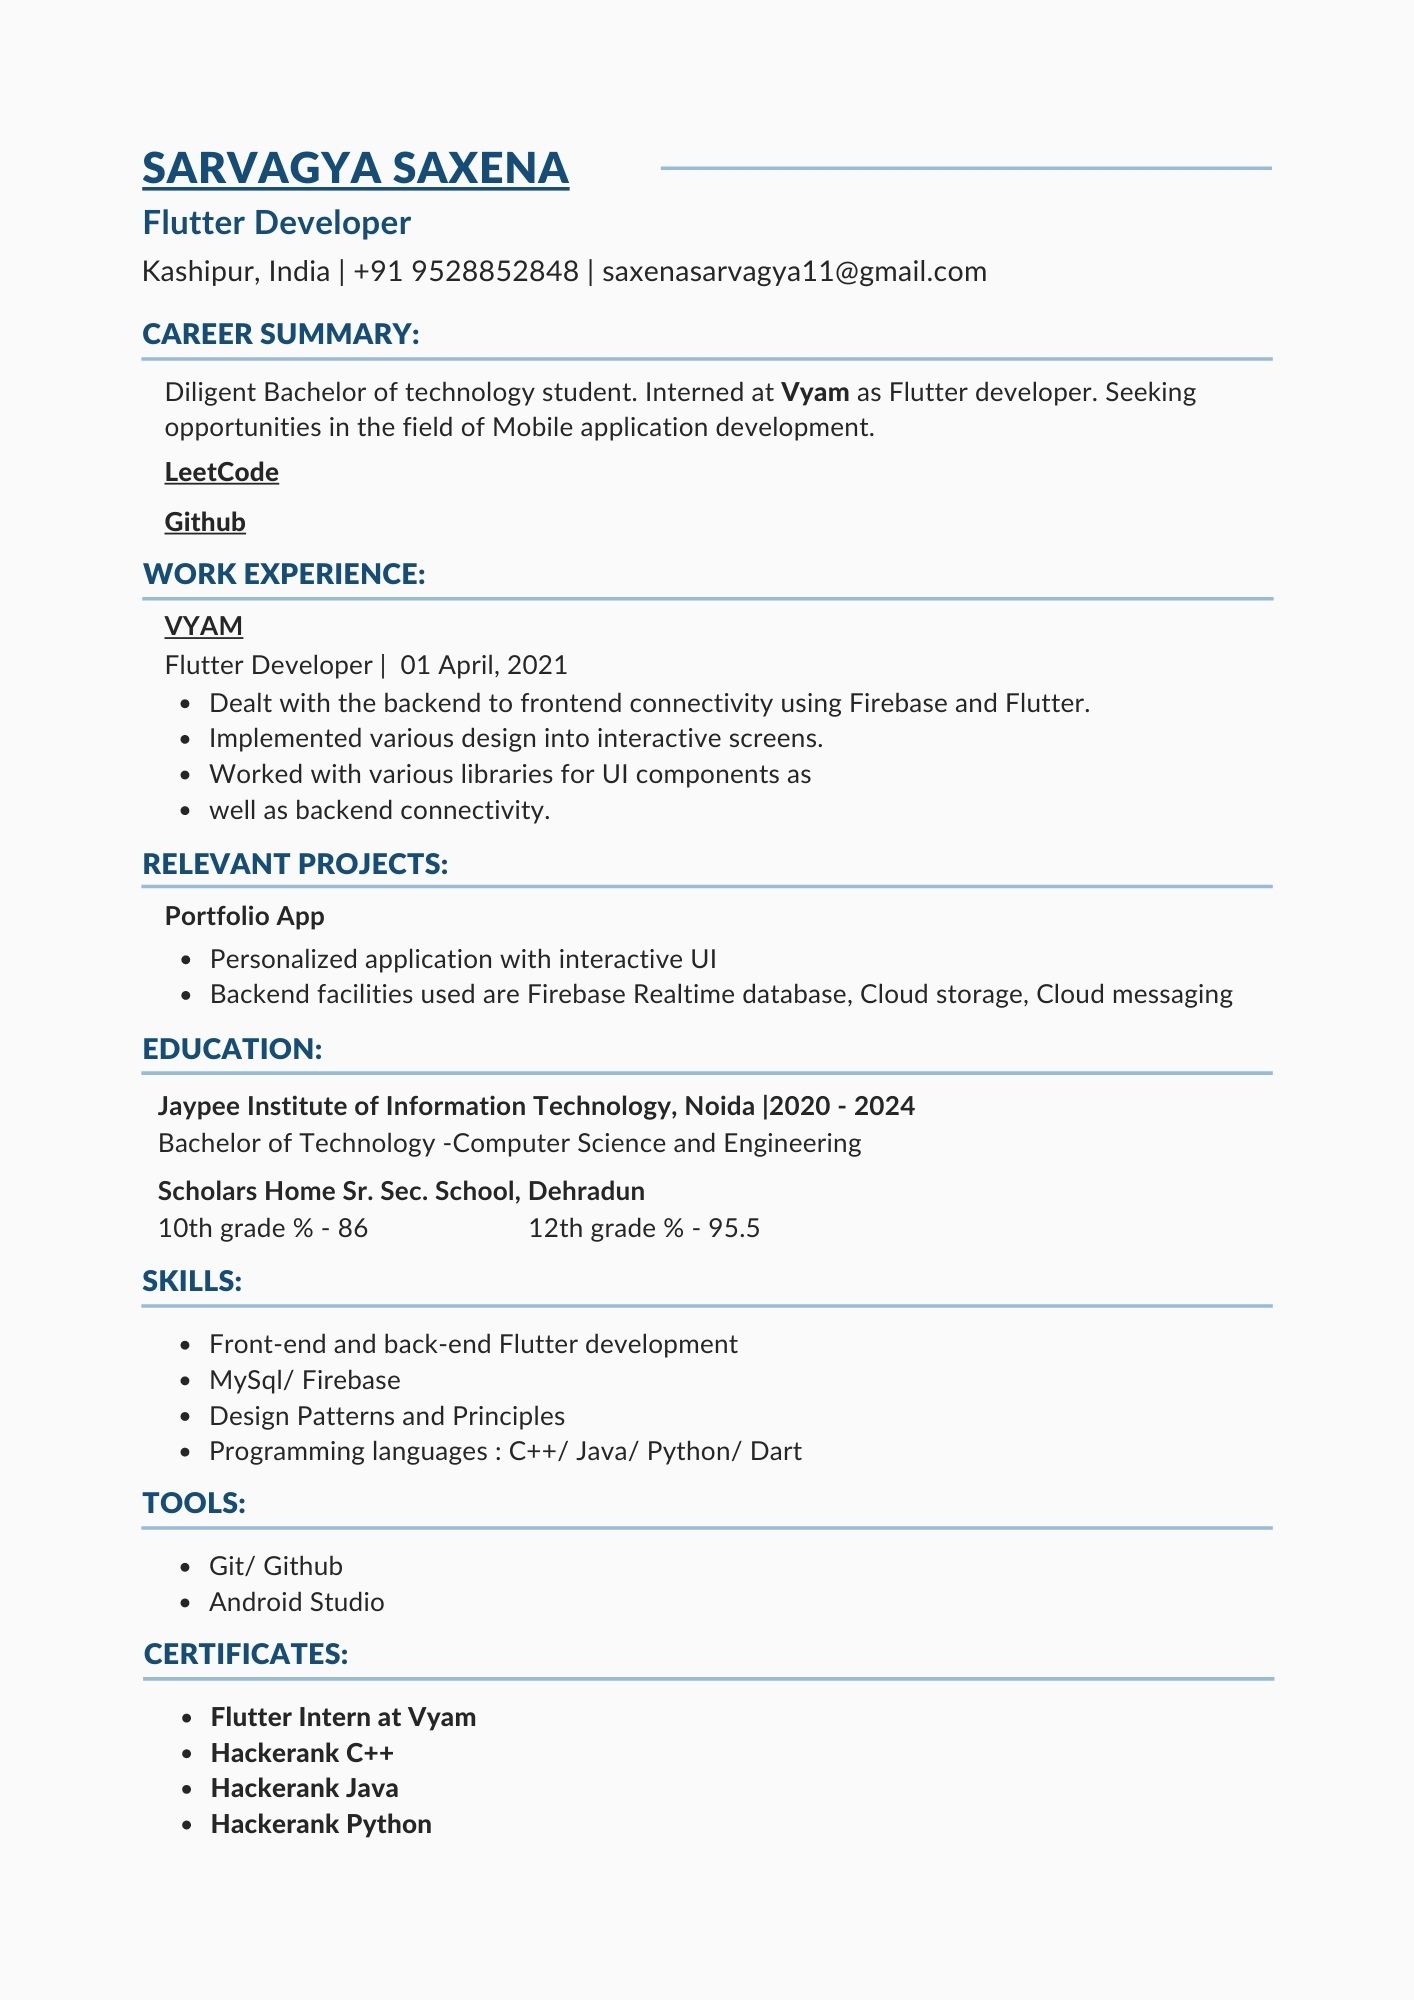 SARVAGYA SAXENA
Flutter Developer
Kashipur, India | +91 9528852848 | saxenasarvagya11@gmail.com
CAREER SUMMARY:
Diligent Bachelor of technology student. Interned at Vyam as Flutter developer. Seeking
opportunities in the field of Mobile application development.
LeetCode
Github
WORK EXPERIENCE:
VYAM
Flutter Developer | 01 April, 2021
• Dealt with the backend to frontend connectivity using Firebase and Flutter.
• Implemented various design into interactive screens.
• Worked with various libraries for UI components as
• well as backend connectivity.
RELEVANT PROJECTS:
Portfolio App
• Personalized application with interactive UI
• Backend facilities used are Firebase Realtime database, Cloud storage, Cloud messaging
EDUCATION:
Jaypee Institute of Information Technology, Noida |2020 - 2024
Bachelor of Technology -Computer Science and Engineering
Scholars Home Sr. Sec. School, Dehradun
10th grade % - 86 12th grade % - 95.5
SKILLS:
• Front-end and back-end Flutter development
• MySql/ Firebase
• Design Patterns and Principles
• Programming languages : C++/ Java/ Python/ Dart
TOOLS:
• Git/ Github
• Android Studio
CERTIFICATES:
• Flutter Intern at Vyam
• Hackerank C++
• Hackerank Java
• Hackerank Python